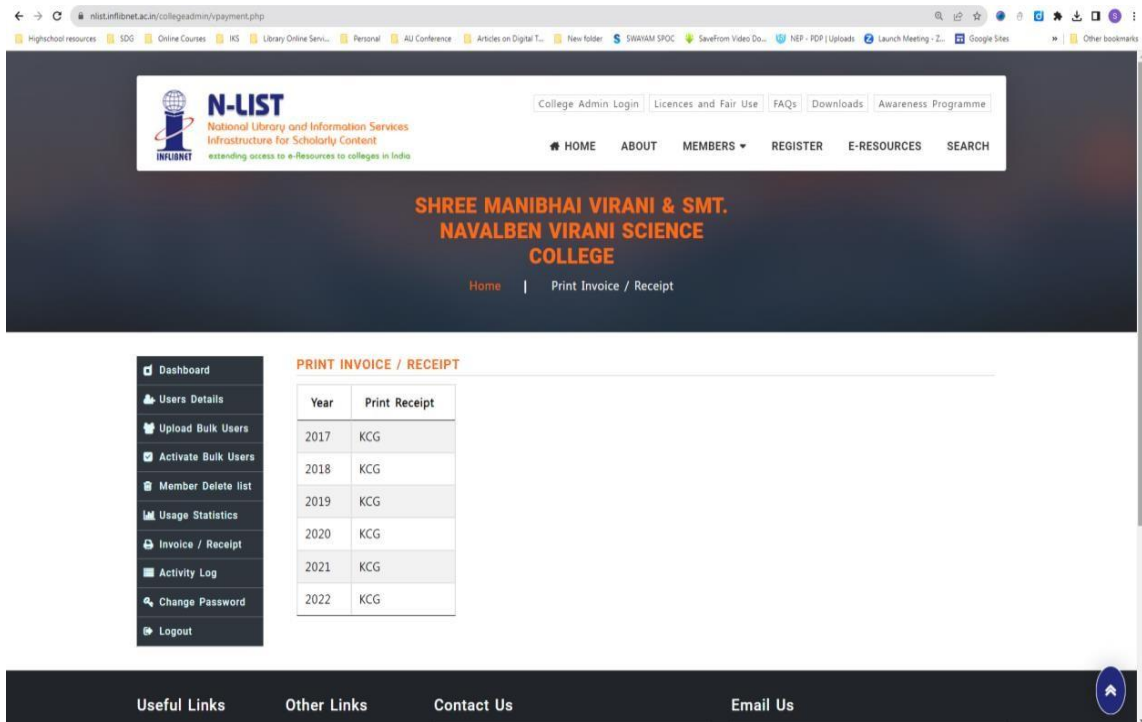 nlist.inflibnet.ac.in/collegeadmin/vpayment.php
Highschool resources SDG Online Courses IKS Library Online Servi... Personal AU Conference Articles on Digital T... New folder SWAYAM SPOC SaveFrom Video Do... NEP - PDP | Uploads Launch Meeting - Z... Google Sites » Other bookmarks
N-LIST
National Library and Information Services
Infrastructure for Scholarly Content
extending access to e-Resources to colleges in India
INFLIBNET
College Admin Login Licences and Fair Use FAQs Downloads Awareness Programme
HOME ABOUT MEMBERS REGISTER E-RESOURCES SEARCH
SHREE MANIBHAI VIRANI & SMT.
NAVALBEN VIRANI SCIENCE
COLLEGE
Home | Print Invoice / Receipt
Dashboard
Users Details
Upload Bulk Users
Activate Bulk Users
Member Delete list
Usage Statistics
Invoice / Receipt
Activity Log
Change Password
Logout
PRINT INVOICE / RECEIPT
Year Print Receipt
2017 KCG
2018 KCG
2019 KCG
2020 KCG
2021 KCG
2022 KCG
Useful Links Other Links Contact Us Email Us